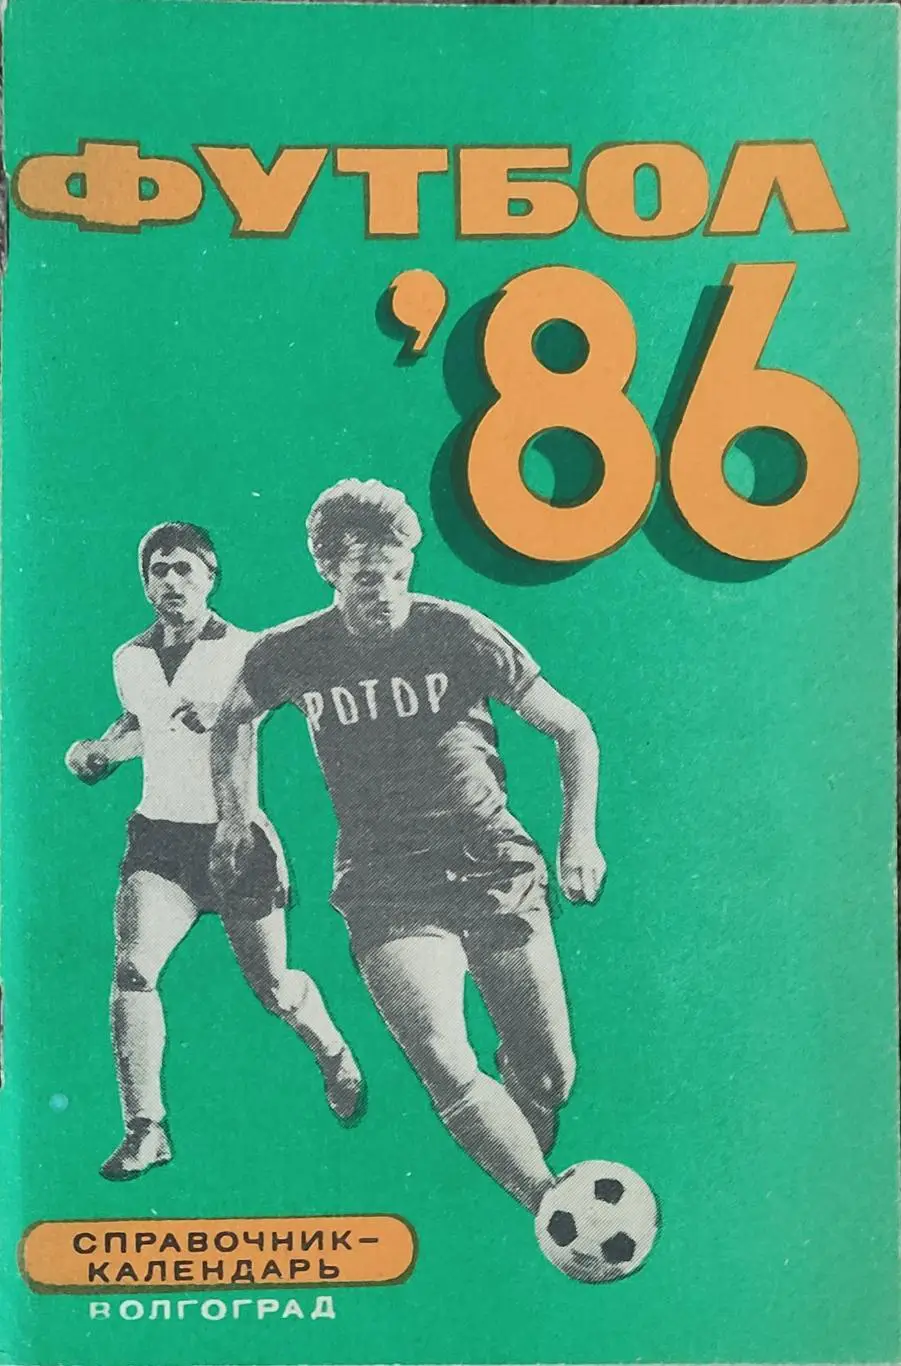 ФУТБОЛ
'86
РОТОР
СПРАВОЧНИК-
КАЛЕНДАРЬ
ВОЛГОГРАД